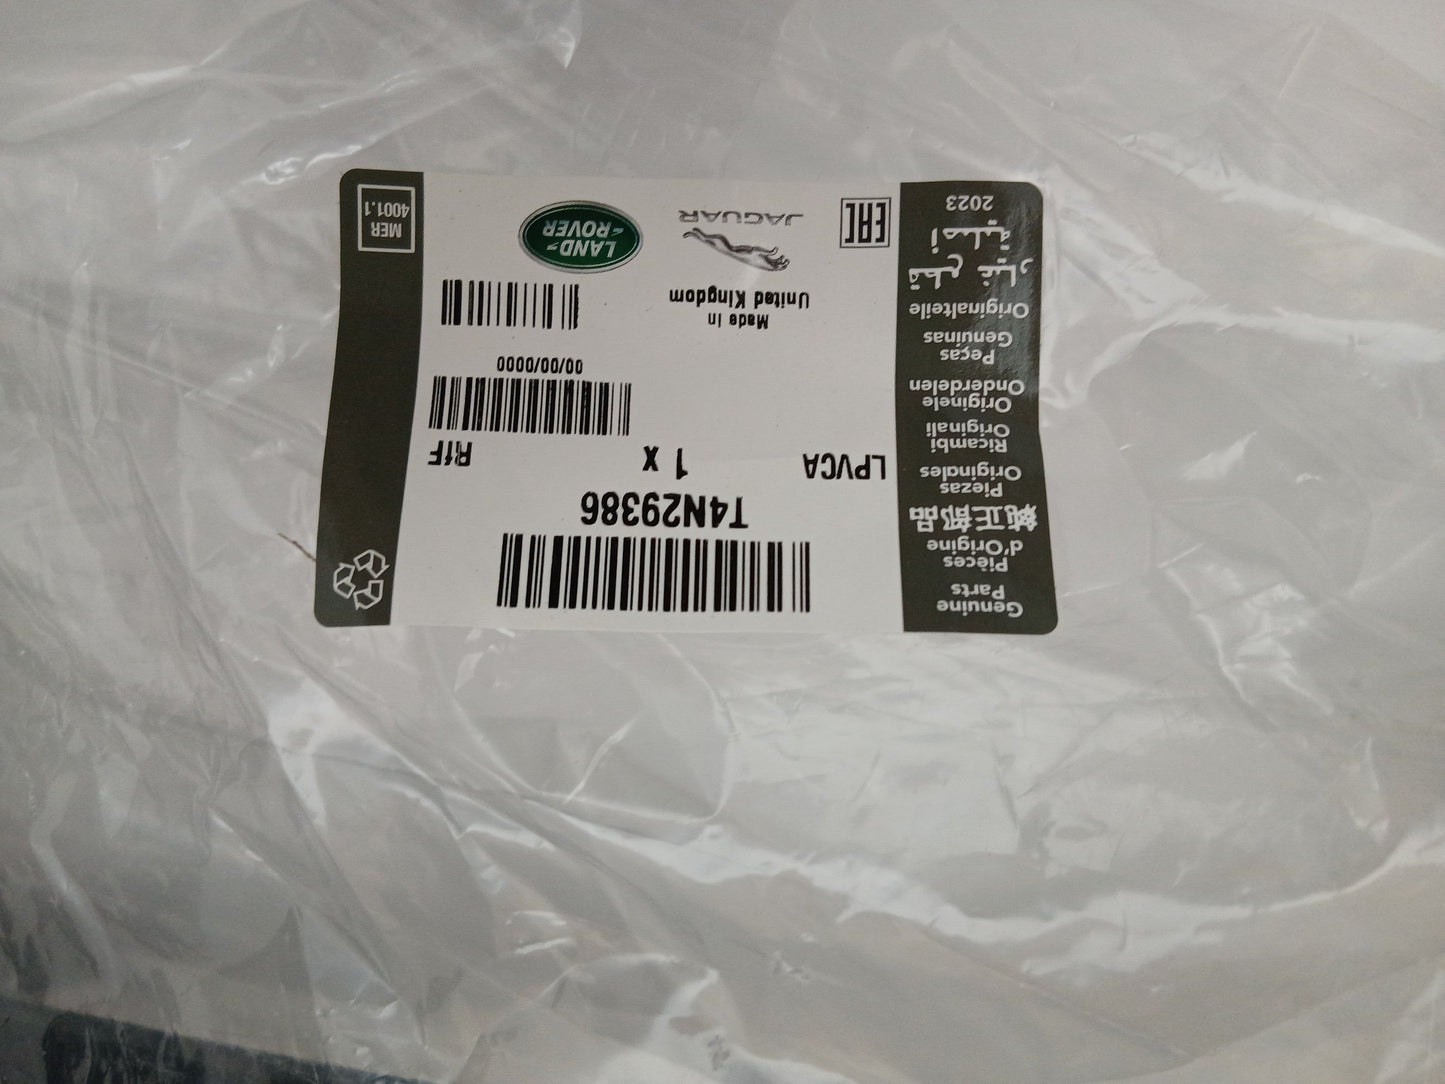 Genuine
Parts
Pièces
d'Origine
純正部品
Piezas
Originales
Ricambi
Originali
Originele
Onderdelen
Peças
Genuinas
Originalteile
قطع غيار
أصلية
2023
T4N29386
LPVCA 1 x RfF
00/00/0000
Made in
United Kingdom
EAC
JAGUAR
LAND
ROVER
MER
4001.1